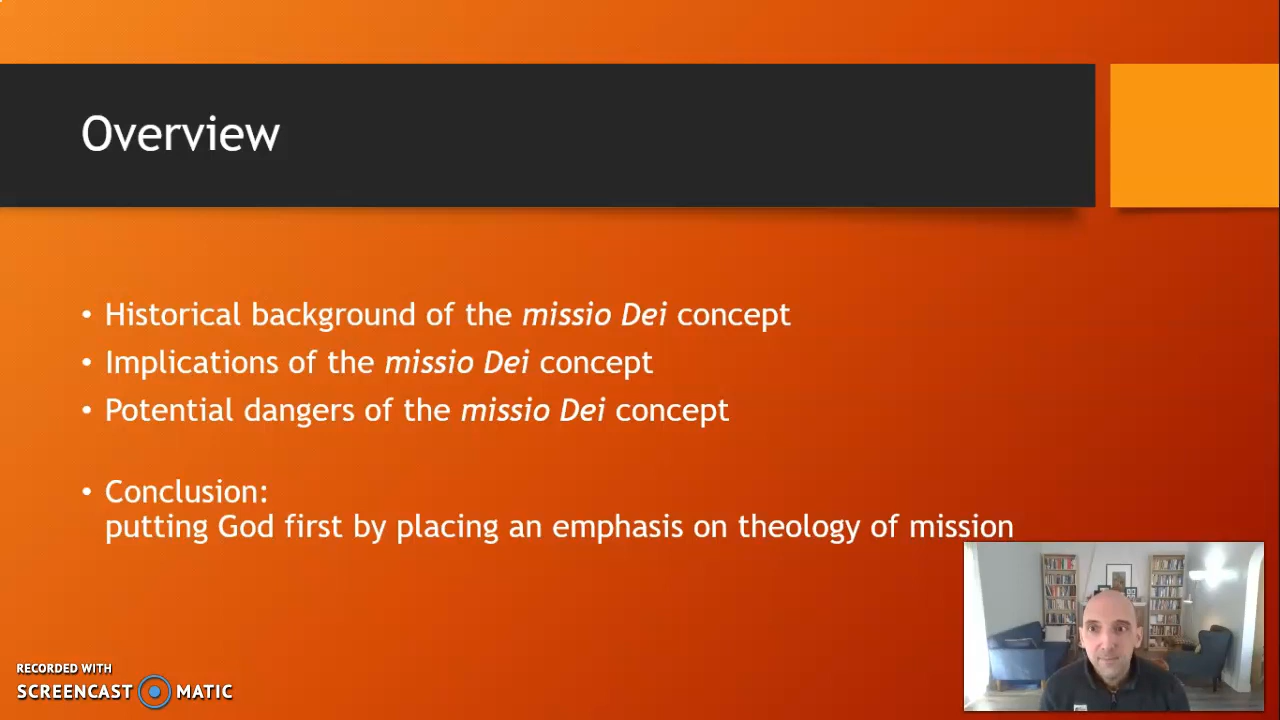 Overview
• Historical background of the missio Dei concept
• Implications of the missio Dei concept
• Potential dangers of the missio Dei concept
• Conclusion:
putting God first by placing an emphasis on theology of mission
RECORDED WITH
SCREENCAST MATIC